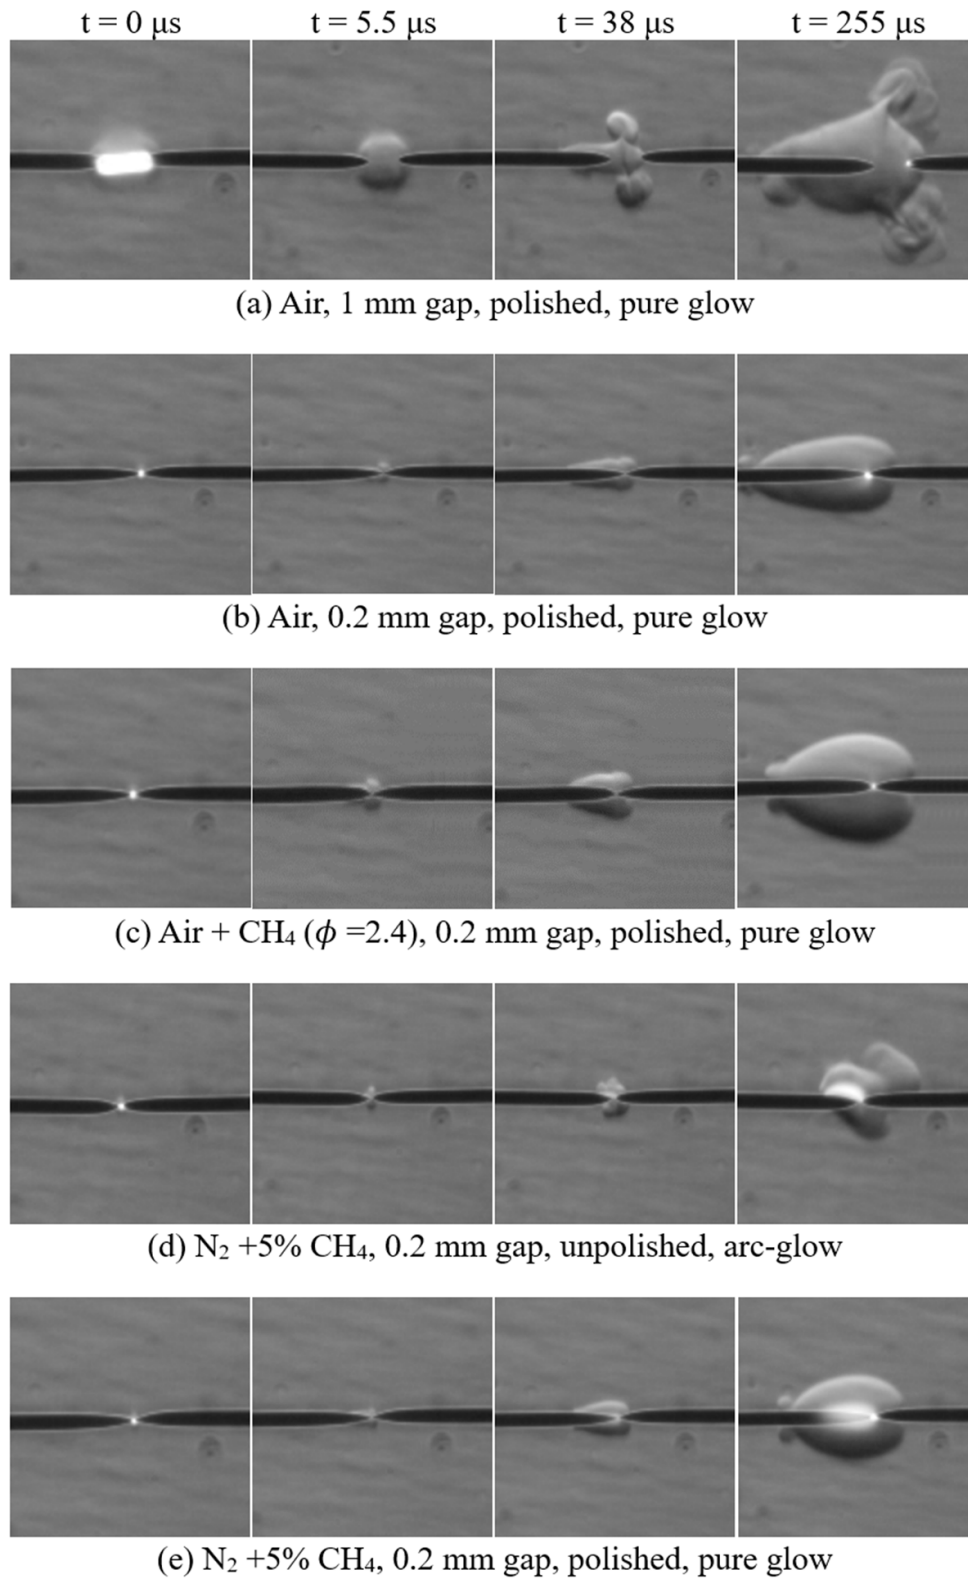 t = 0 μs t = 5.5 μs t = 38 μs t = 255 μs
(a) Air, 1 mm gap, polished, pure glow
(b) Air, 0.2 mm gap, polished, pure glow
(c) Air + CH₄ (ϕ =2.4), 0.2 mm gap, polished, pure glow
(d) N₂ +5% CH₄, 0.2 mm gap, unpolished, arc-glow
(e) N₂ +5% CH₄, 0.2 mm gap, polished, pure glow